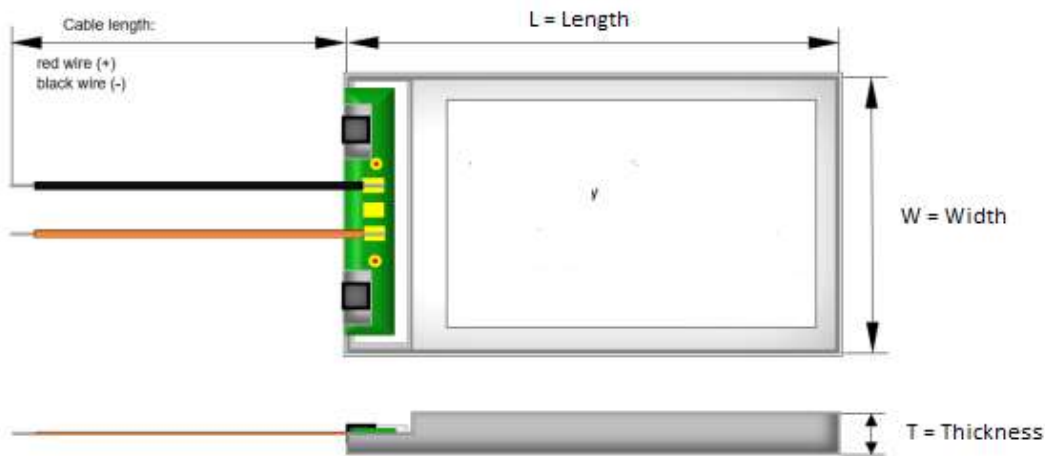 Cable length:
L = Length
red wire (+)
black wire (-)
y
W = Width
T = Thickness